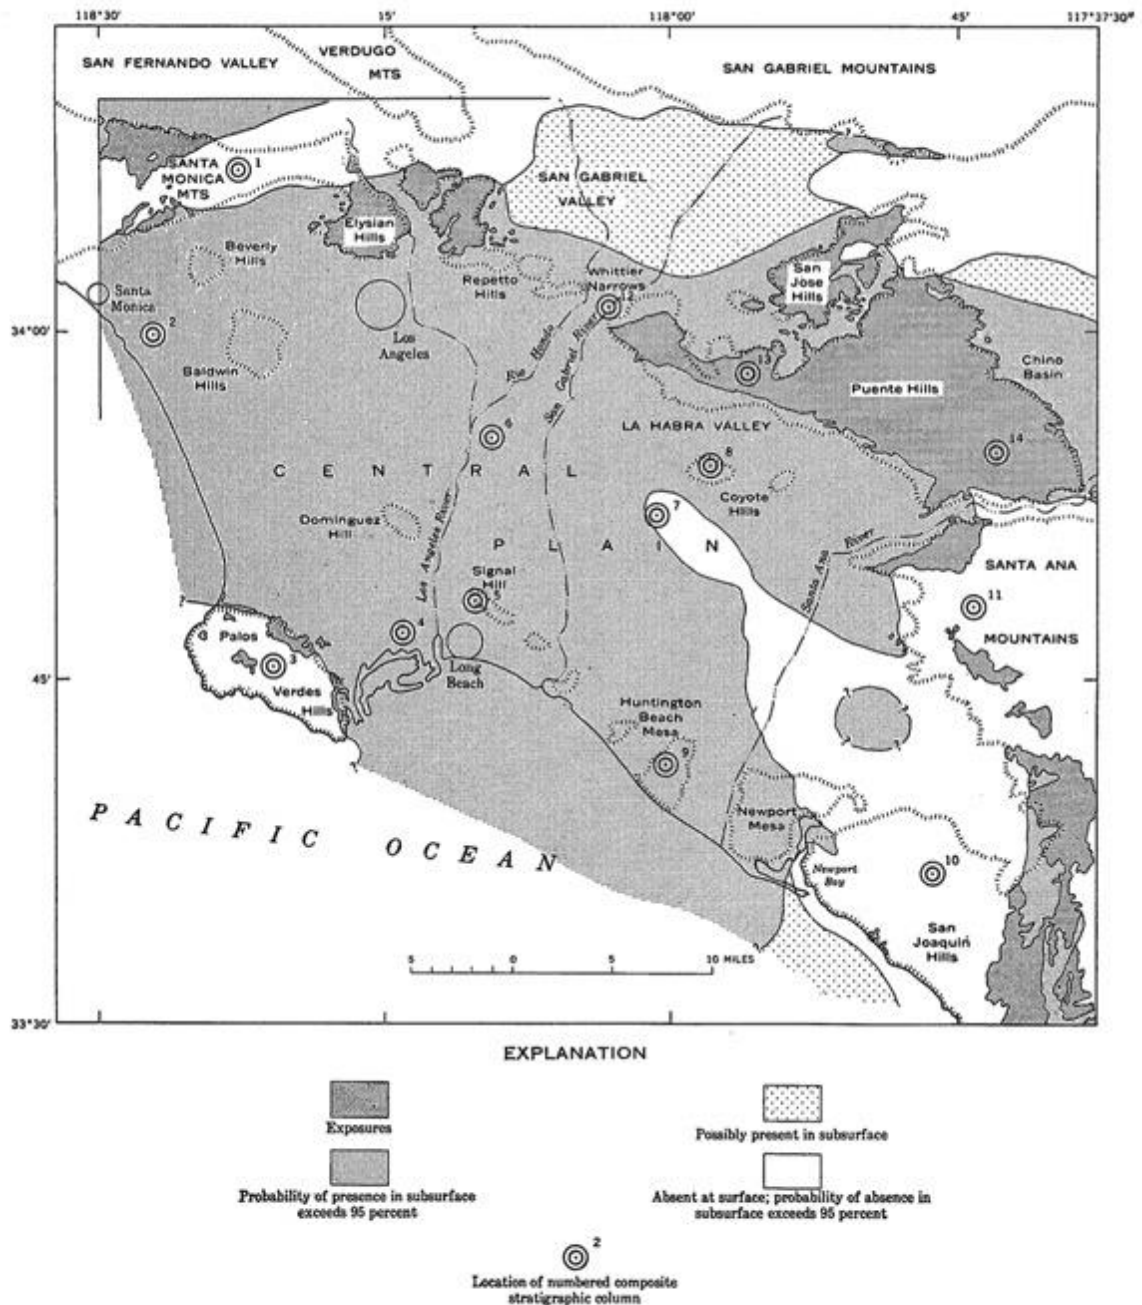 118°30'
15'
118°00'
45'
117°37'30"
SAN FERNANDO VALLEY
VERDUGO
MTS
SAN GABRIEL MOUNTAINS
SANTA
MONICA
MTS
1
SAN GABRIEL
VALLEY
Elysian
Hills
Beverly
Hills
Repetto
Hills
Whittier
Narrows
12
San
Jose
Hills
Santa
Monica
2
Los
Angeles
34°00'
Baldwin
Hills
Rio Hondo
San Gabriel River
13
Chino
Basin
Puente Hills
6
LA HABRA VALLEY
8
14
CENTRAL
Coyote
Hills
7
Dominguez
Hill
Los Angeles River
PLAIN
Santa Ana River
Signal
Hill
5
SANTA ANA
11
MOUNTAINS
4
Palos
3
Verdes
Hills
Long
Beach
45'
Huntington
Beach
Mesa
9
PACIFIC OCEAN
Newport
Mesa
Newport
Bay
10
San
Joaquin
Hills
5 0 5 10 MILES
33°30'
EXPLANATION
Exposures
Possibly present in subsurface
Probability of presence in subsurface
exceeds 95 percent
Absent at surface; probability of absence in
subsurface exceeds 95 percent
2
Location of numbered composite
stratigraphic column